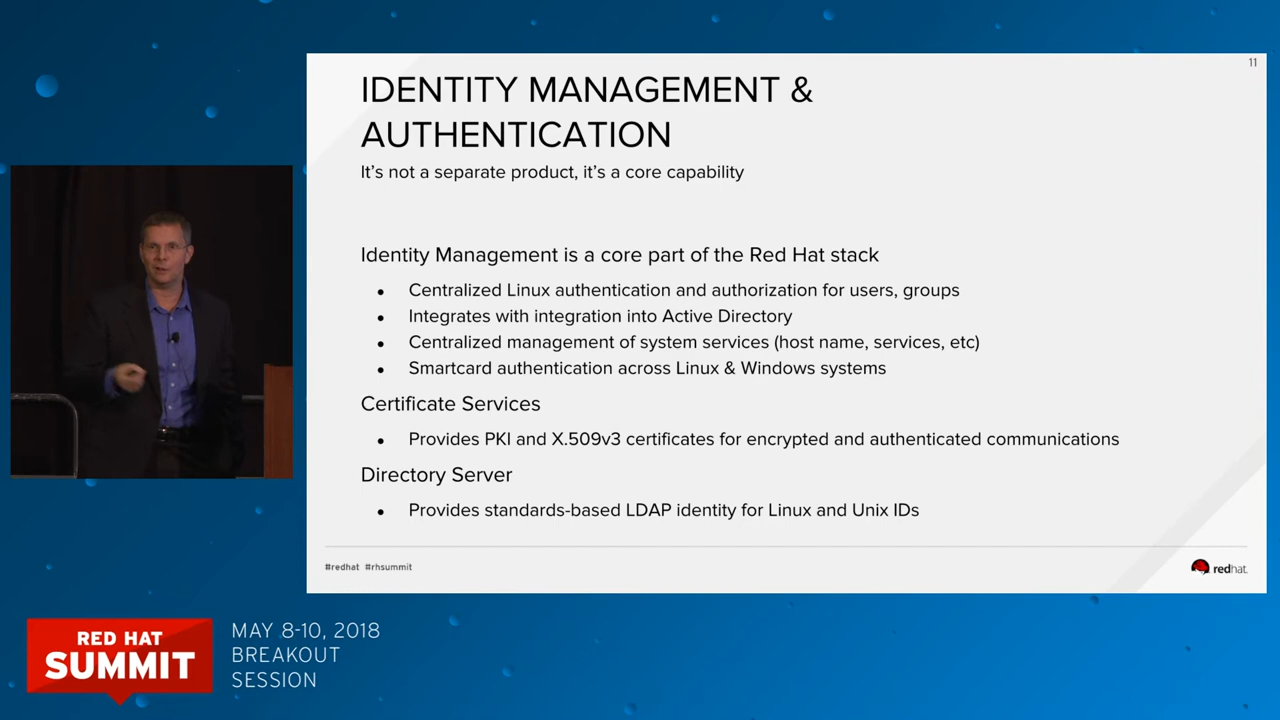 11
IDENTITY MANAGEMENT &
AUTHENTICATION
It's not a separate product, it's a core capability
Identity Management is a core part of the Red Hat stack
● Centralized Linux authentication and authorization for users, groups
● Integrates with integration into Active Directory
● Centralized management of system services (host name, services, etc)
● Smartcard authentication across Linux & Windows systems
Certificate Services
● Provides PKI and X.509v3 certificates for encrypted and authenticated communications
Directory Server
● Provides standards-based LDAP identity for Linux and Unix IDs
#redhat #rhsummit
redhat.
RED HAT
SUMMIT
MAY 8-10, 2018
BREAKOUT
SESSION